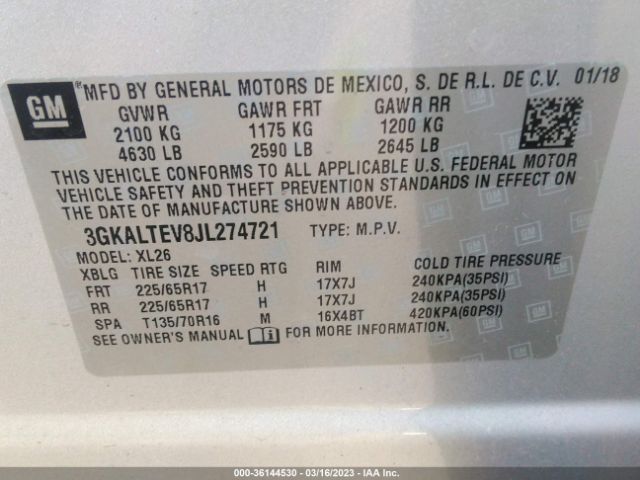 GM
MFD BY GENERAL MOTORS DE MEXICO, S. DE R.L. DE C.V. 01/18
GVWR GAWR FRT GAWR RR
2100 KG 1175 KG 1200 KG
4630 LB 2590 LB 2645 LB
THIS VEHICLE CONFORMS TO ALL APPLICABLE U.S. FEDERAL MOTOR
VEHICLE SAFETY AND THEFT PREVENTION STANDARDS IN EFFECT ON
THE DATE OF MANUFACTURE SHOWN ABOVE.
3GKALTEV8JL274721 TYPE: M.P.V.
MODEL: XL26
XBLG TIRE SIZE SPEED RTG RIM COLD TIRE PRESSURE
FRT 225/65R17 H 17X7J 240KPA(35PSI)
RR 225/65R17 H 17X7J 240KPA(35PSI)
SPA T135/70R16 M 16X4BT 420KPA(60PSI)
SEE OWNER'S MANUAL FOR MORE INFORMATION
000-36144530 - 03/16/2023 - IAA Inc.